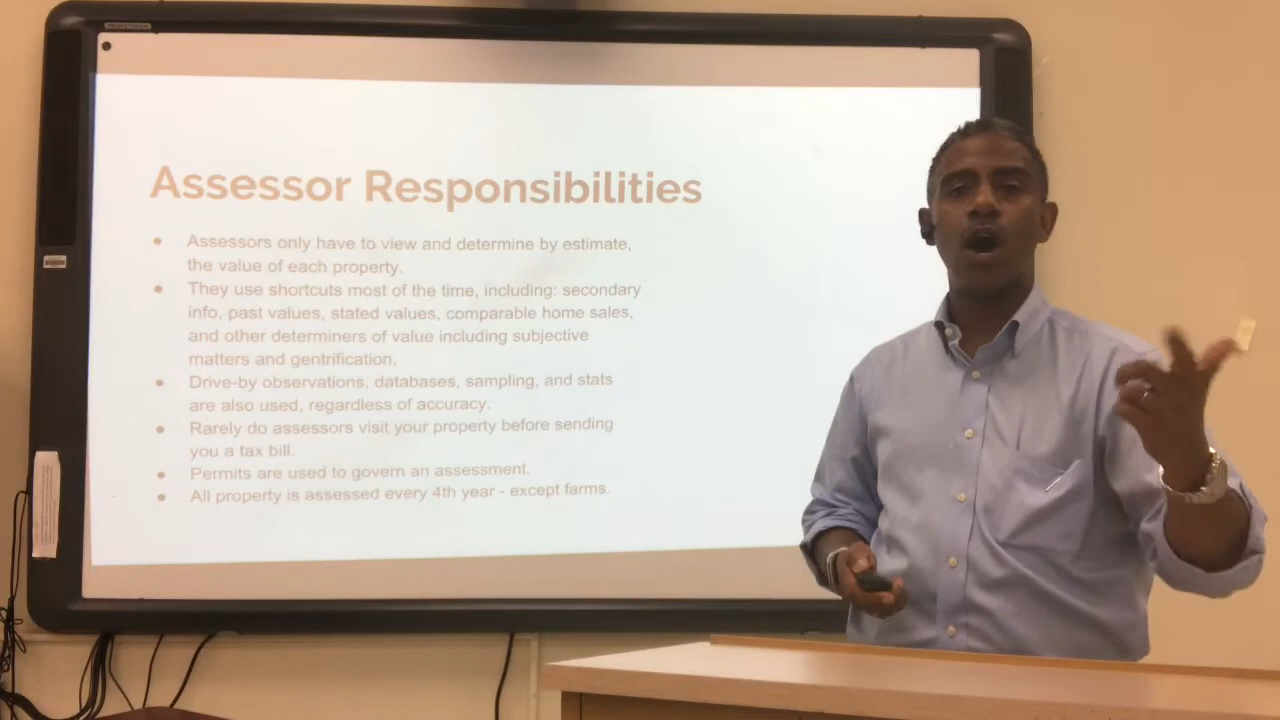 Assessor Responsibilities
Assessors only have to view and determine by estimate,
the value of each property.
They use shortcuts most of the time, including: secondary
info, past values, stated values, comparable home sales,
and other determiners of value including subjective
matters and gentrification.
Drive-by observations, databases, sampling, and stats
are also used, regardless of accuracy.
Rarely do assessors visit your property before sending
you a tax bill.
Permits are used to govern an assessment.
All property is assessed every 4th year - except farms.